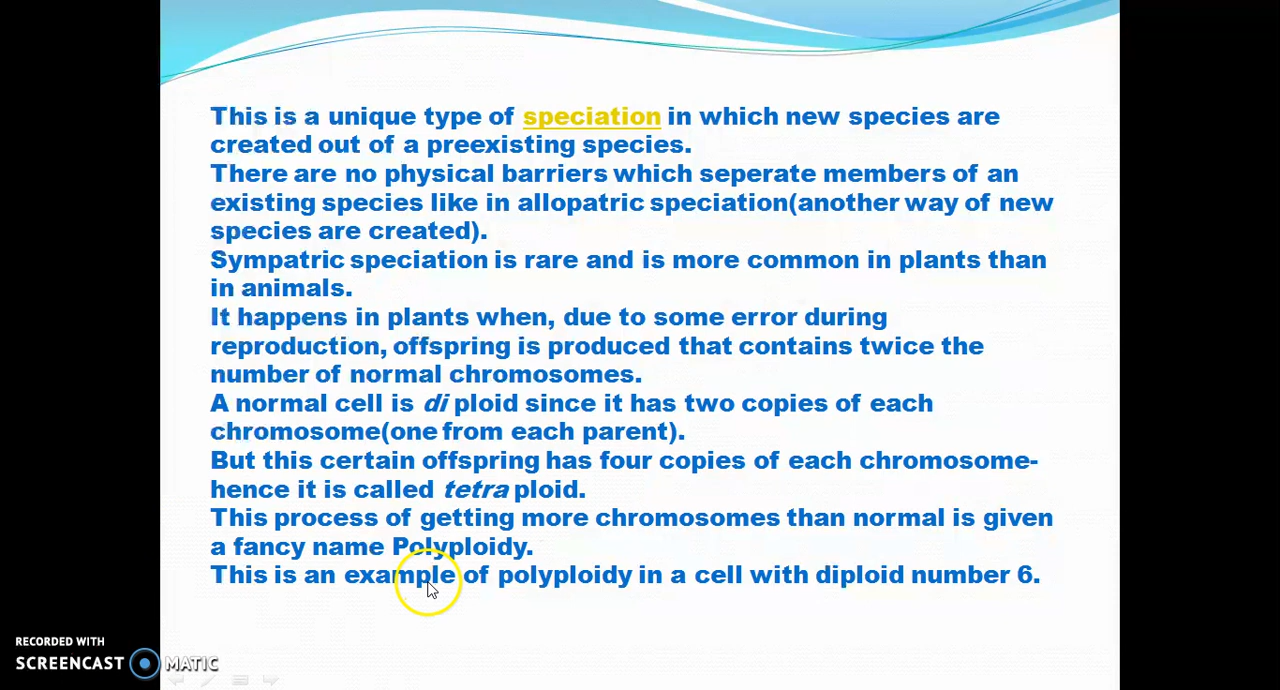 This is a unique type of speciation in which new species are
created out of a preexisting species.
There are no physical barriers which seperate members of an
existing species like in allopatric speciation(another way of new
species are created).
Sympatric speciation is rare and is more common in plants than
in animals.
It happens in plants when, due to some error during
reproduction, offspring is produced that contains twice the
number of normal chromosomes.
A normal cell is di ploid since it has two copies of each
chromosome(one from each parent).
But this certain offspring has four copies of each chromosome-
hence it is called tetra ploid.
This process of getting more chromosomes than normal is given
a fancy name Polyploidy.
This is an example of polyploidy in a cell with diploid number 6.
RECORDED WITH
SCREENCAST MATIC